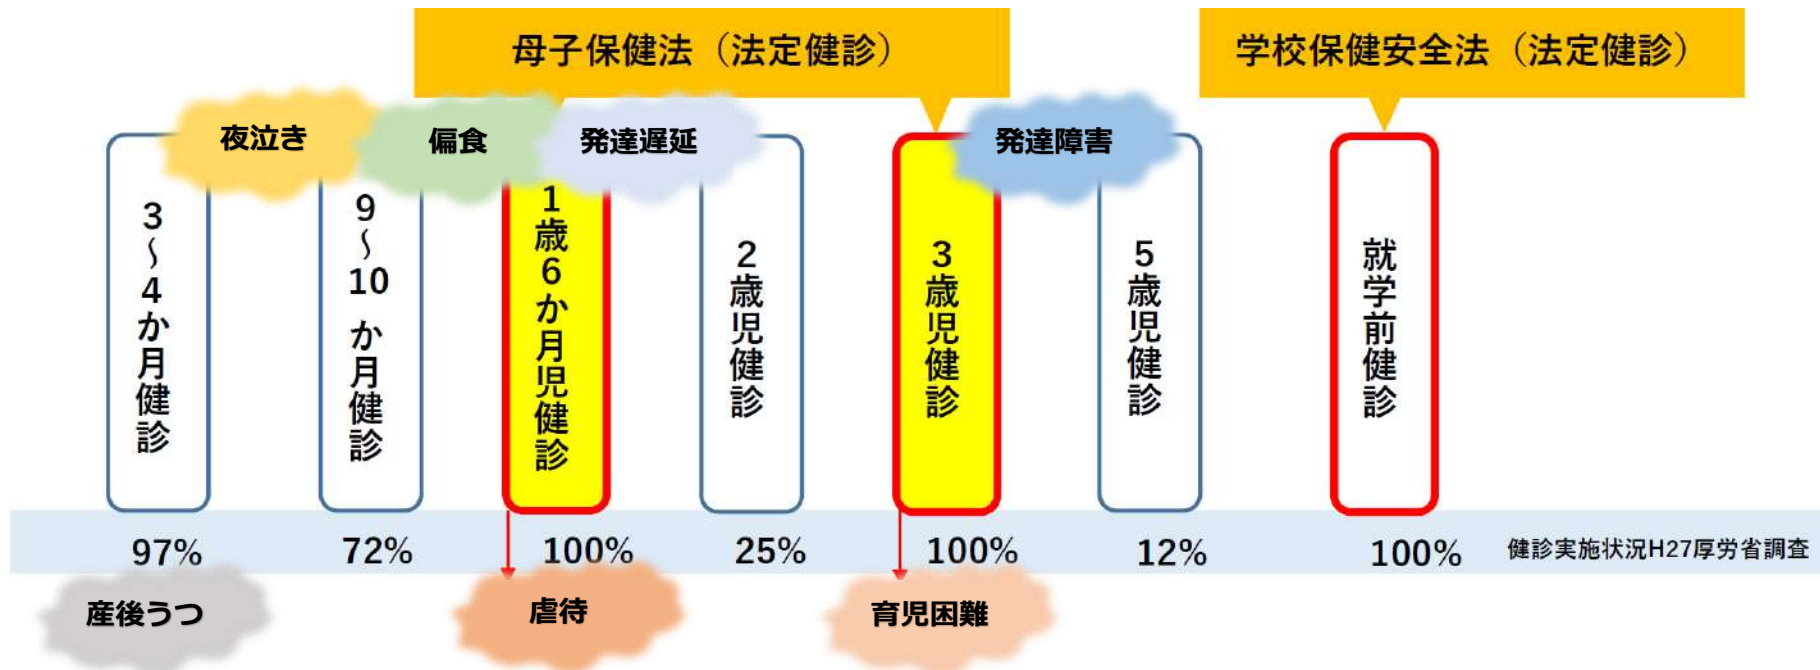 母子保健法（法定健診）
学校保健安全法（法定健診）
夜泣き
偏食
発達遅延
発達障害
3～4か月健診
9～10か月健診
1歳6か月児健診
2歳児健診
3歳児健診
5歳児健診
就学前健診
97%
72%
100%
25%
100%
12%
100%
健診実施状況H27厚労省調査
産後うつ
虐待
育児困難